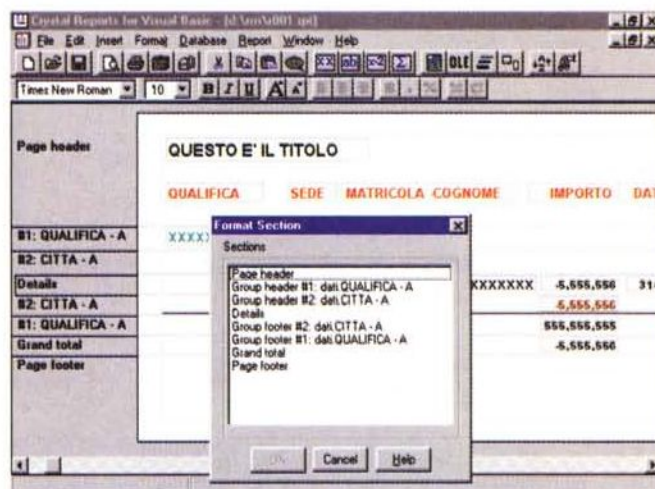 Crystal Reports for Visual Basic
File Edit Insert Format Database Report Window Help
Times New Roman 10 B I U A A
Page header
QUESTO E' IL TITOLO
QUALIFICA SEDE MATRICOLA COGNOME IMPORTO
#1: QUALIFICA - A
#2: CITTA - A
Details XXXXXXX -5,555,556
#2: CITTA - A -5,555,556
#1: QUALIFICA - A 555,555,555
Grand total -5,555,556
Page footer
Format Section
Sections
Page header
Group header #1: dati.QUALIFICA - A
Group header #2: dati.CITTA - A
Details
Group footer #2: dati.CITTA - A
Group footer #1: dati.QUALIFICA - A
Grand total
Page footer
Cancel Help